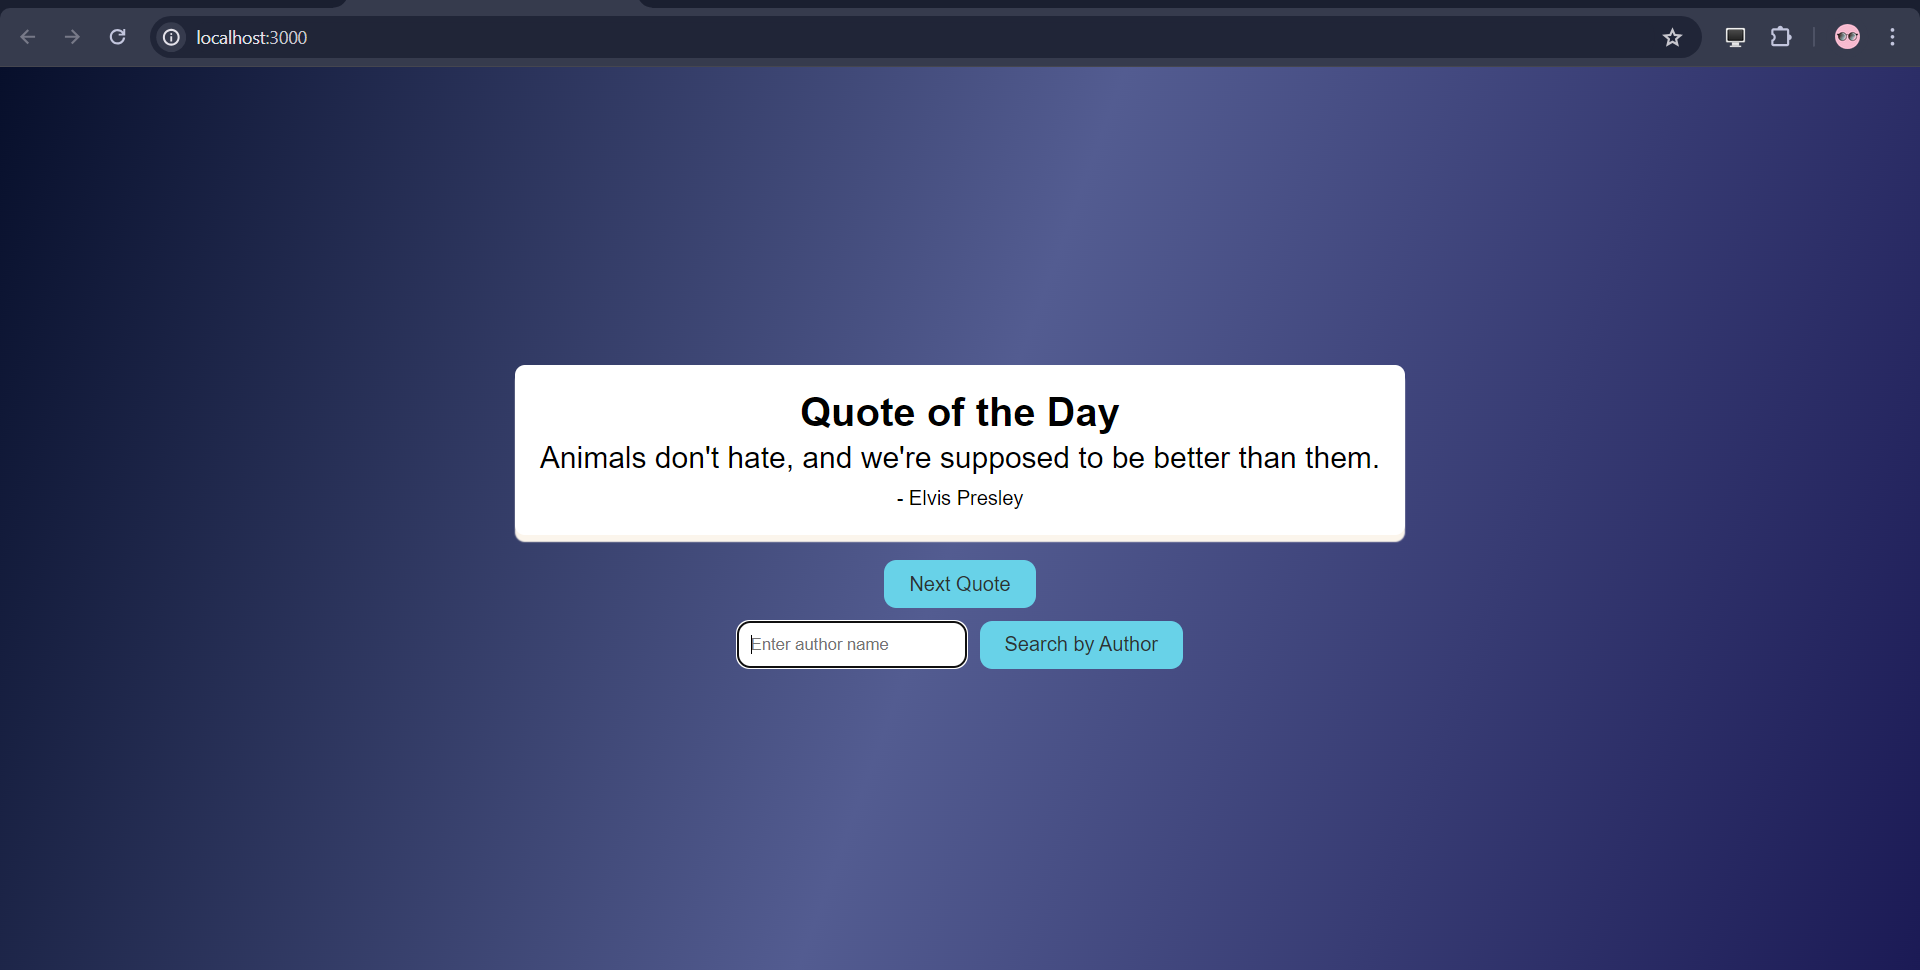 localhost:3000
Quote of the Day
Animals don't hate, and we're supposed to be better than them.
- Elvis Presley
Next Quote
Enter author name
Search by Author